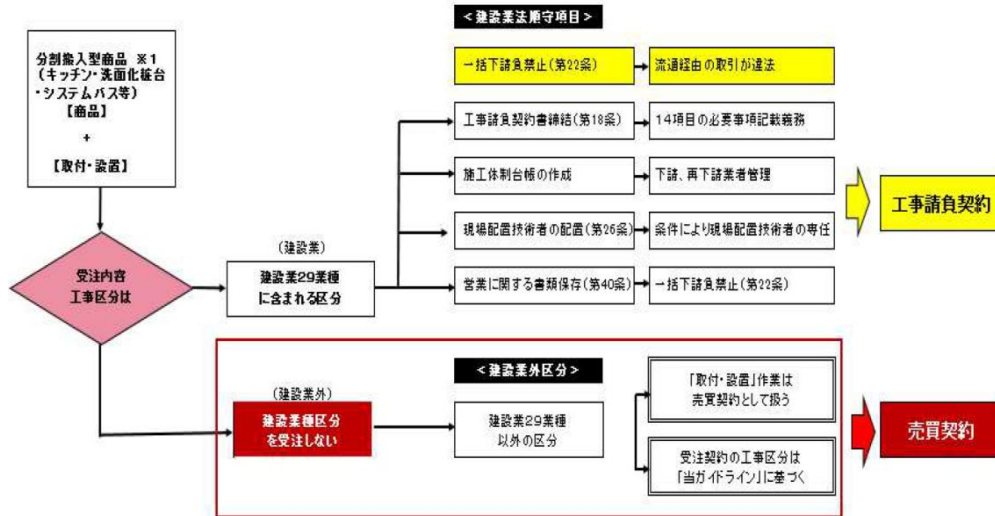 <建設業法順守項目>
分割搬入型商品 ※1
(キッチン・洗面化粧台
・システムバス等)
【商品】
+
【取付・設置】
一括下請負禁止(第22条)
流通経由の取引が違法
工事請負契約書締結(第18条)
14項目の必要事項記載義務
施工体制台帳の作成
下請、再下請業者管理
現場配置技術者の配置(第26条)
条件により現場配置技術者の専任
営業に関する書類保存(第40条)
一括下請負禁止(第22条)
工事請負契約
受注内容
工事区分は
(建設業)
建設業29業種
に含まれる区分
(建設業外)
建設業種区分
を受注しない
<建設業外区分>
建設業29業種
以外の区分
「取付・設置」作業は
売買契約として扱う
受注契約の工事区分は
「当ガイドライン」に基づく
売買契約